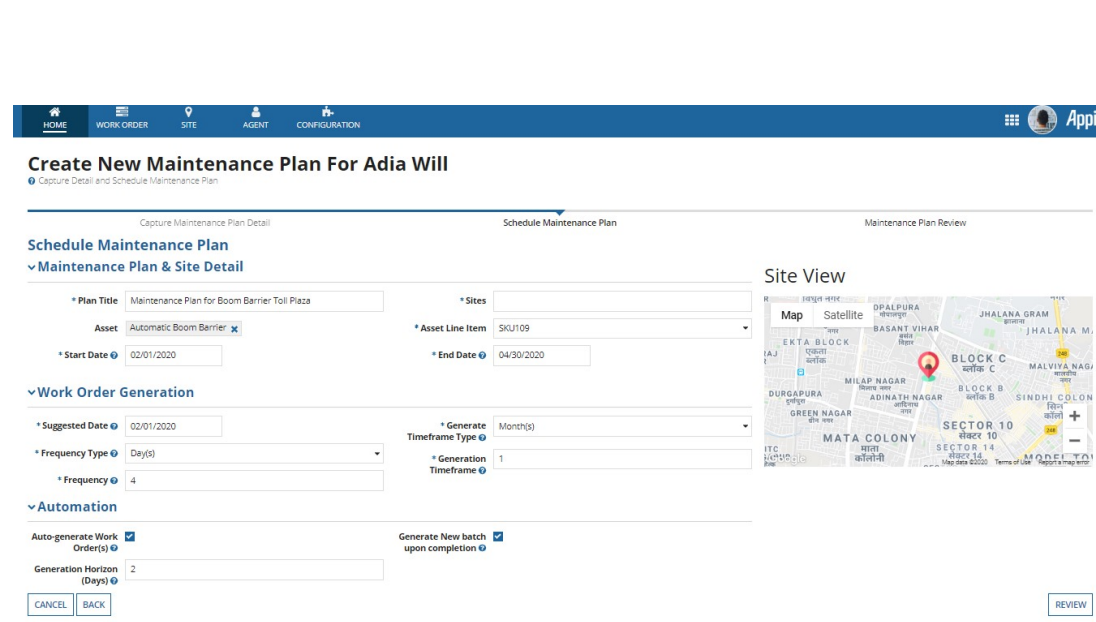 HOME
WORK ORDER
SITE
AGENT
CONFIGURATION
Create New Maintenance Plan For Adia Will
Capture Detail and Schedule Maintenance Plan
Capture Maintenance Plan Detail
Schedule Maintenance Plan
Maintenance Plan Review
Schedule Maintenance Plan
Maintenance Plan & Site Detail
* Plan Title
Maintenance Plan for Boom Barrier Toll Plaza
* Sites
Asset
Automatic Boom Barrier
* Asset Line Item
SKU109
* Start Date
02/01/2020
* End Date
04/30/2020
Work Order Generation
* Suggested Date
02/01/2020
* Generate
Timeframe Type
Month(s)
* Frequency Type
Day(s)
* Generation
Timeframe
1
* Frequency
4
Automation
Auto-generate Work
Order(s)
Generate New batch
upon completion
Generation Horizon
(Days)
2
CANCEL
BACK
REVIEW
Site View
Map
Satellite
JHALANA GRAM
झालाना
BASANT VIHAR
EKTA BLOCK
एकता
ब्लॉक
BLOCK C
ब्लॉक C
248
MILAP NAGAR
BLOCK B
ब्लॉक B
DURGAPURA
ADINATH NAGAR
GREEN NAGAR
SECTOR 10
सेक्टर 10
248
MATA COLONY
माता
कॉलोनी
SECTOR 14
सेक्टर 14
Map data ©2020
Terms of Use
Report a map error